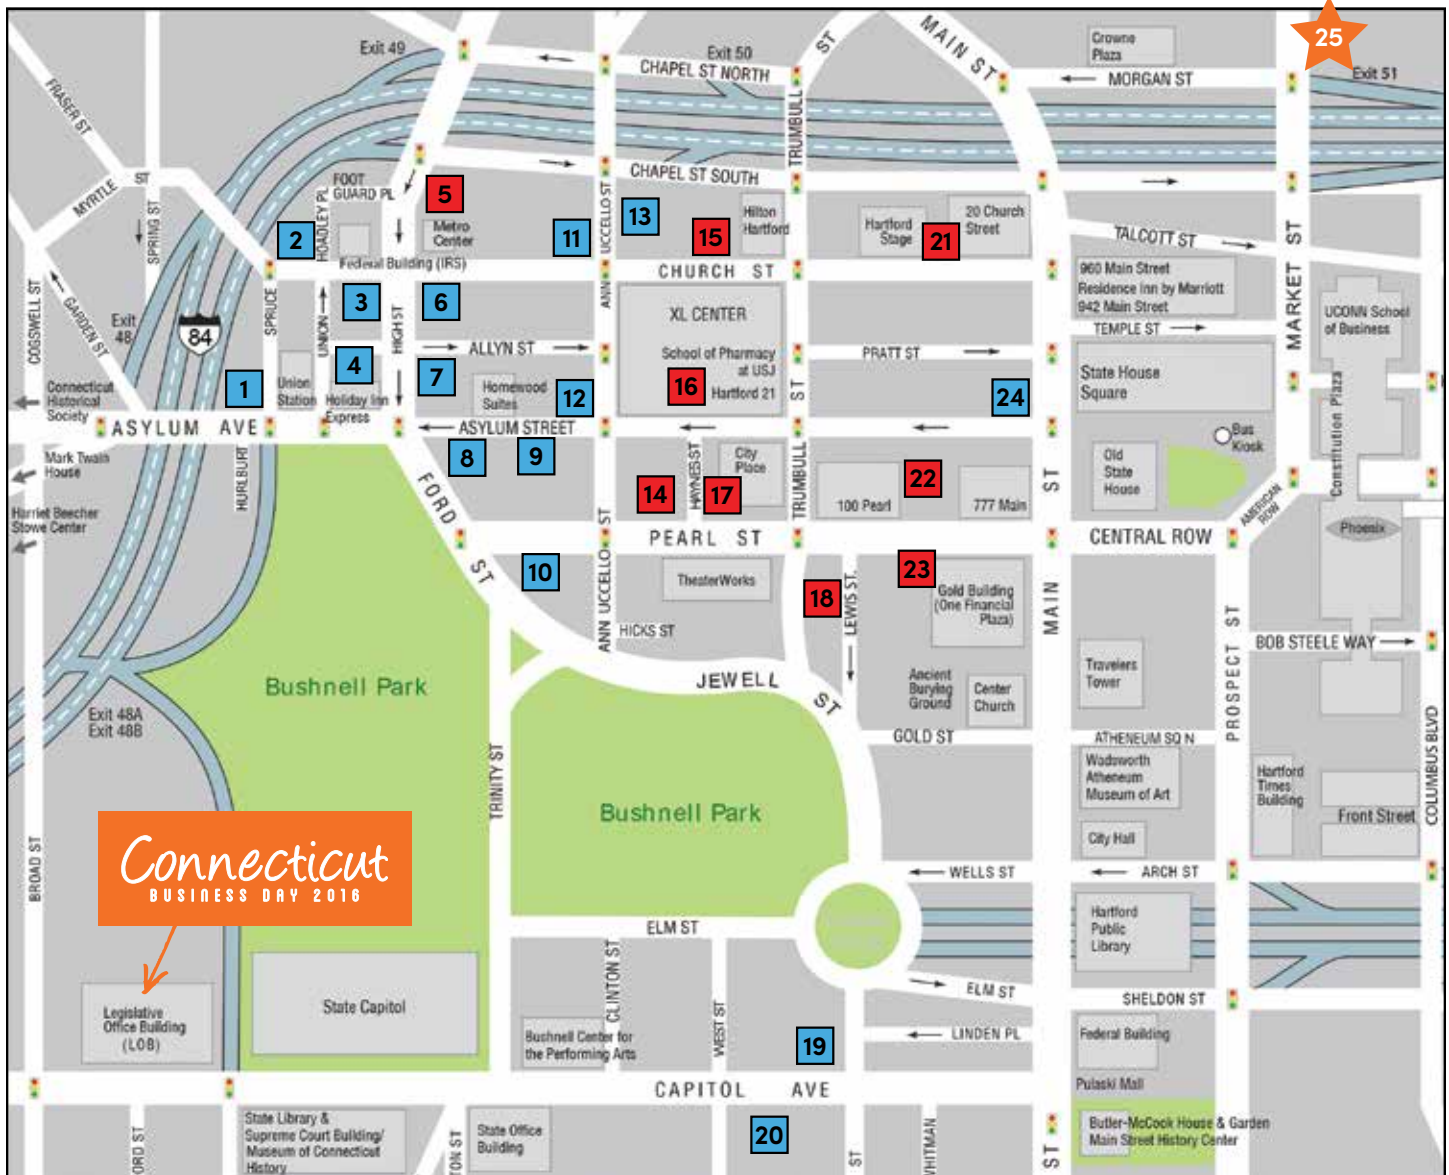 25
MAIN ST
Crowne
Plaza
Exit 49
Exit 50
CHAPEL ST NORTH
ST
MORGAN ST
Exit 51
FRASER ST
TRUMBULL
CHAPEL ST SOUTH
MYRTLE
ST
SPRING ST
FOOT
GUARD PL
HOADLEY PL
5
Metro
Center
2
11
UCCELLO ST
13
15
Hilton
Hartford
Hartford
Stage
21
20 Church
Street
TALCOTT ST
MARKET ST
Federal Building (IRS)
ANN
CHURCH ST
COGSWELL ST
GARDEN ST
Exit
48
84
SPRUCE
UNION
3
HIGH ST
6
XL CENTER
960 Main Street
Residence Inn by Marriott
942 Main Street
TEMPLE ST
UCONN School
of Business
ALLYN ST
School of Pharmacy
at USJ
Hartford 21
16
PRATT ST
ST
State House
Square
Constitution Plaza
Connecticut
Historical
Society
1
Union
Station
4
Holiday Inn
Express
7
Homewood
Suites
12
24
ASYLUM AVE
ASYLUM STREET
Bus
Kiosk
Mark Twain
House
HURLBURT
8
9
HAYNES ST
City
Place
TRUMBULL
22
ST
Old
State
House
14
17
100 Pearl
777 Main
AMERICAN
ROW
Harriet Beecher
Stowe Center
FORD ST
ST
PEARL ST
CENTRAL ROW
Phoenix
10
TheaterWorks
18
LEWIS ST.
23
Gold Building
(One Financial
Plaza)
ANN UCCELLO
HICKS ST
MAIN
PROSPECT ST
BOB STEELE WAY
Bushnell Park
JEWELL
ST
Ancient
Burying
Ground
Center
Church
Travelers
Tower
Exit 48A
Exit 48B
GOLD ST
ATHENEUM SQ N
TRINITY ST
Wadsworth
Atheneum
Museum of Art
Hartford
Times
Building
COLUMBUS BLVD
Front Street
Bushnell Park
City Hall
BROAD ST
Connecticut
BUSINESS DAY 2016
WELLS ST
ARCH ST
ELM ST
Hartford
Public
Library
CLINTON ST
ELM ST
SHELDON ST
State Capitol
Legislative
Office Building
(LOB)
Bushnell Center for
the Performing Arts
WEST ST
19
LINDEN PL
Federal Building
CAPITOL AVE
Pulaski Mall
State Library &
Supreme Court Building/
Museum of Connecticut
History
State Office
Building
20
ST
ST
Butler-McCook House & Garden
Main Street History Center
ORD ST
TON ST
WHITMAN